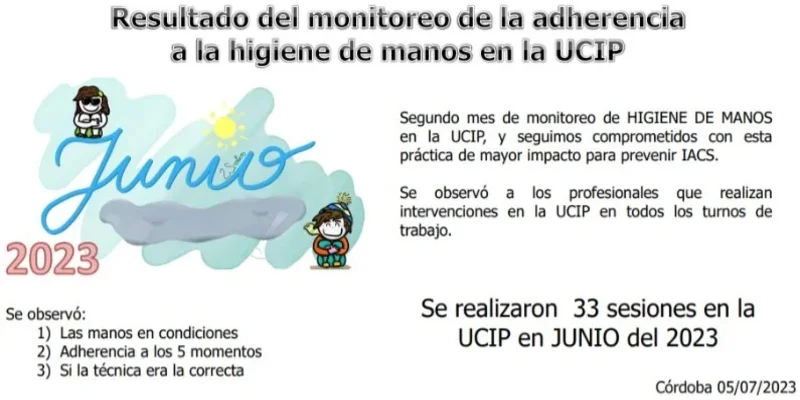 Resultado del monitoreo de la adherencia
a la higiene de manos en la UCIP
Junio
2023
Segundo mes de monitoreo de HIGIENE DE MANOS
en la UCIP, y seguimos comprometidos con esta
práctica de mayor impacto para prevenir IACS.
Se observó a los profesionales que realizan
intervenciones en la UCIP en todos los turnos de
trabajo.
Se observó:
1) Las manos en condiciones
2) Adherencia a los 5 momentos
3) Si la técnica era la correcta
Se realizaron 33 sesiones en la
UCIP en JUNIO del 2023
Córdoba 05/07/2023